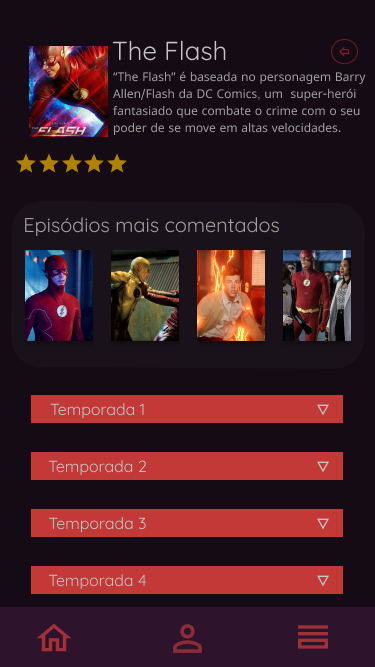 The Flash
"The Flash" é baseada no personagem Barry
Allen/Flash da DC Comics, um super-herói
fantasiado que combate o crime com o seu
poder de se move em altas velocidades.
THE
FLASH
Episódios mais comentados
Temporada 1
Temporada 2
Temporada 3
Temporada 4